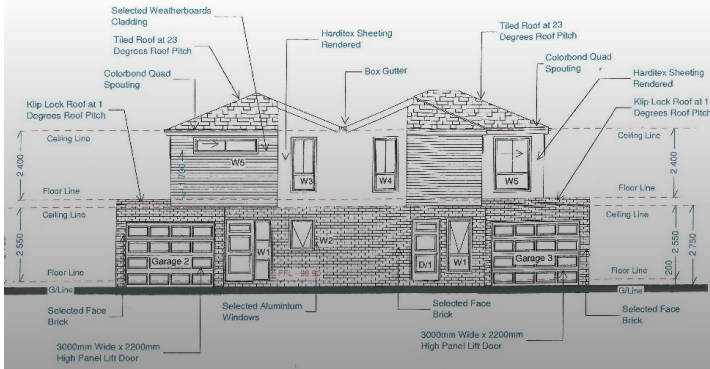 Selected Weatherboards
Cladding
Tiled Roof at 23
Degrees Roof Pitch
Harditex Sheeting
Rendered
Tiled Roof at 23
Degrees Roof Pitch
Colorbond Quad
Spouting
Box Gutter
Colorbond Quad
Spouting
Harditex Sheeting
Rendered
Klip Lock Roof at 1
Degrees Roof Pitch
Klip Lock Roof at 1
Degrees Roof Pitch
Ceiling Line
Ceiling Line
2 400
1,700
W5
W3
W4
W5
2 400
Floor Line
Floor Line
Ceiling Line
Ceiling Line
2 550
Garage 2
W1
W2
D/1
W1
Garage 3
200
2 550
2 750
Floor Line
FFL - 98.90
Floor Line
G/Line
G/Line
Selected Face
Brick
Selected Aluminium
Windows
Selected Face
Brick
Selected Face
Brick
3000mm Wide x 2200mm
High Panel Lift Door
3000mm Wide x 2200mm
High Panel Lift Door